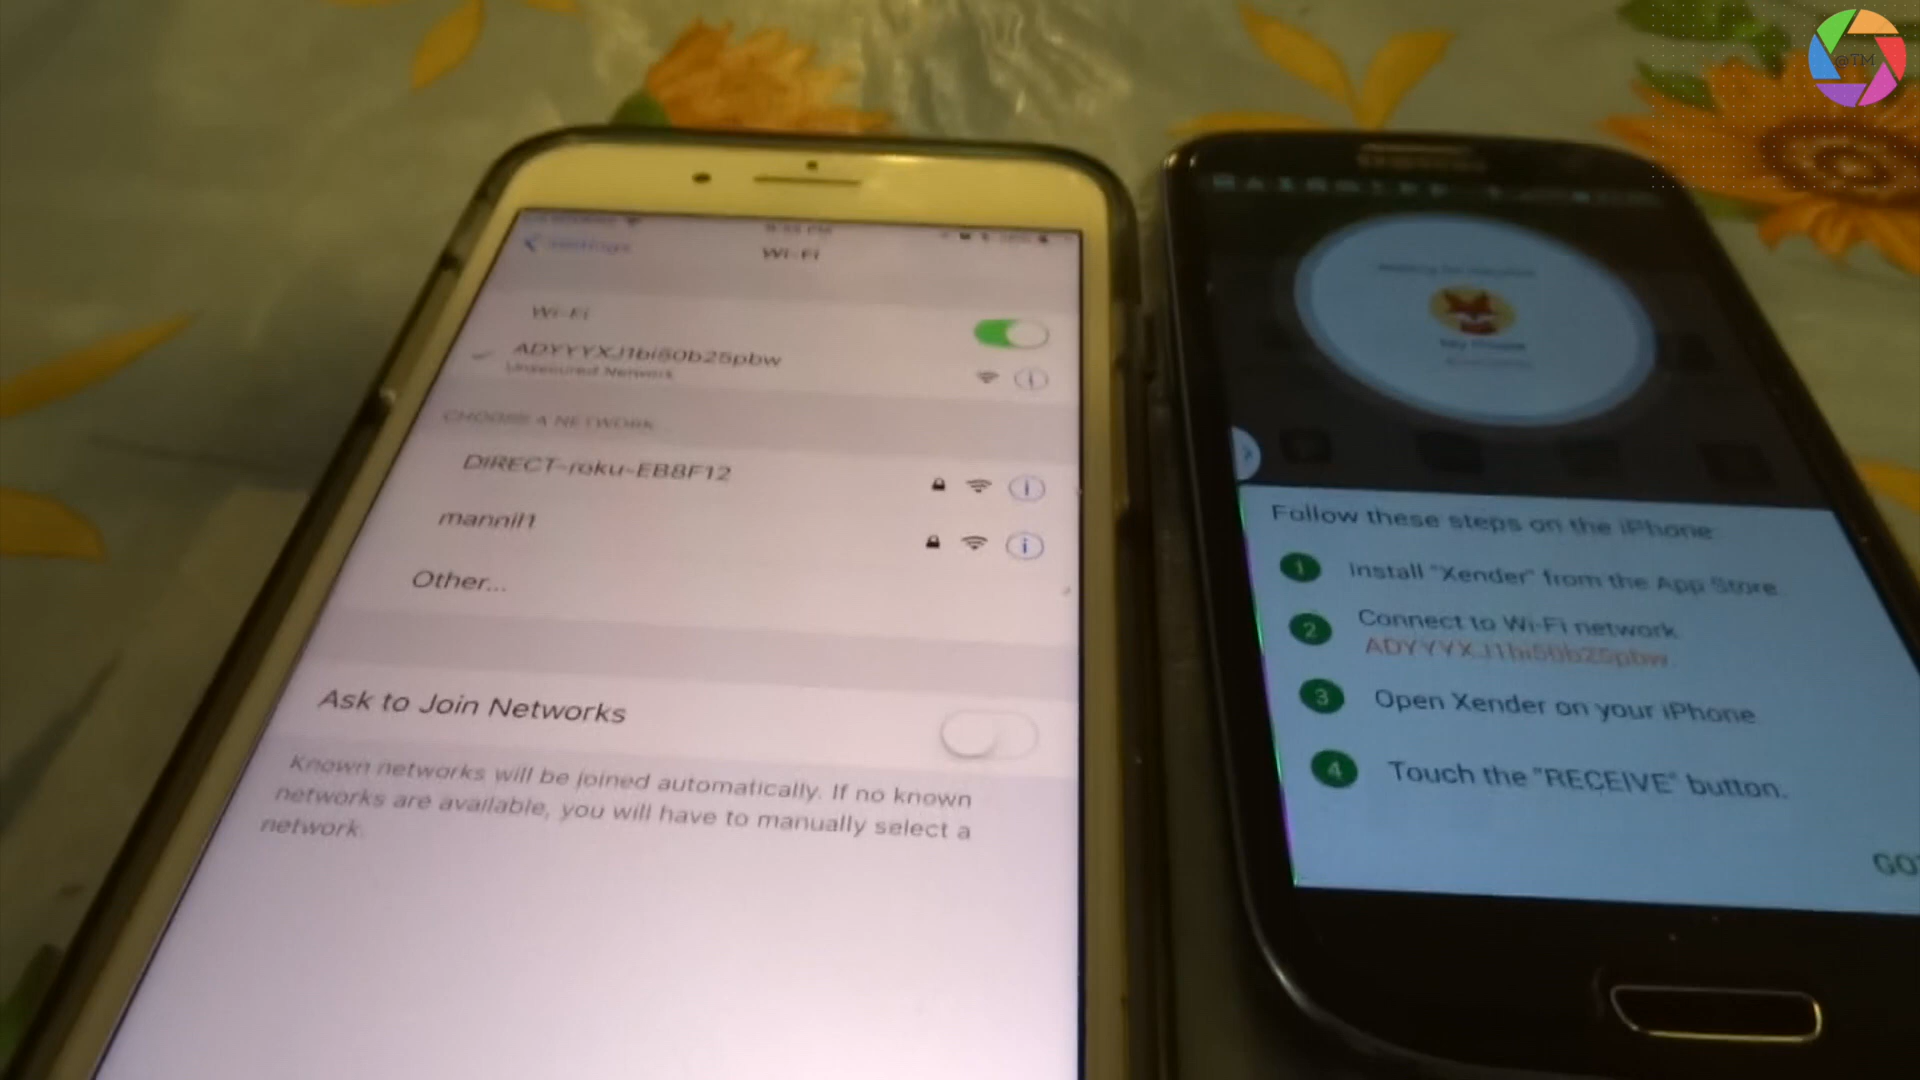 @TM
Settings
Wi-Fi
Wi-Fi
ADYYYXJ1bi50b25pbw
Unsecured Network
CHOOSE A NETWORK...
DIRECT-roku-EB8F12
mannil1
Other...
Ask to Join Networks
Known networks will be joined automatically. If no known
networks are available, you will have to manually select a
network.
Follow these steps on the iPhone:
1 Install "Xender" from the App Store
2 Connect to Wi-Fi network
ADYYYXJ1bi50b25pbw.
3 Open Xender on your iPhone
4 Touch the "RECEIVE" button.